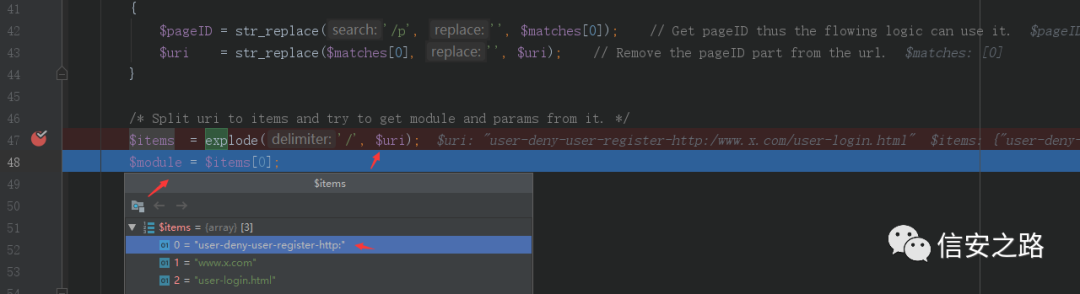 41 {
42 $pageID = str_replace( search: '/p', replace: '', $matches[0]); // Get pageID thus the flowing logic can use it. $pageID
43 $uri = str_replace($matches[0], replace: '', $uri); // Remove the pageID part from the url. $matches: [0]
44 }
45
46 /* Split uri to items and try to get module and params from it. */
47 $items = explode( delimiter: '/', $uri); $uri: "user-deny-user-register-http:/www.x.com/user-login.html" $items: {"user-deny-
48 $module = $items[0];
49 $items
50
51 $items = (array) [3]
52 0 = "user-deny-user-register-http:"
53 1 = "www.x.com"
54 2 = "user-login.html"
信安之路